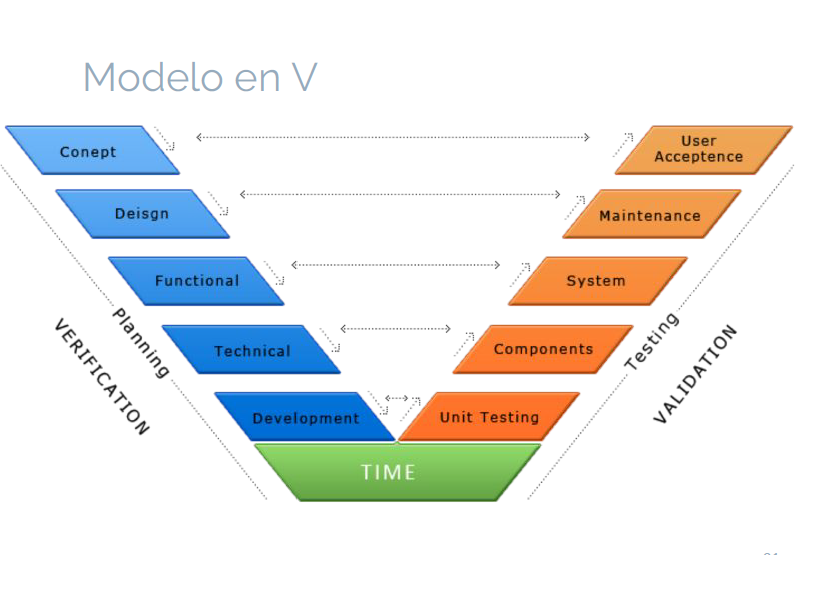 Modelo en V
Conept
User
Acceptence
Deisgn
Maintenance
Functional
System
Planning
Testing
VERIFICATION
VALIDATION
Technical
Components
Development
Unit Testing
TIME